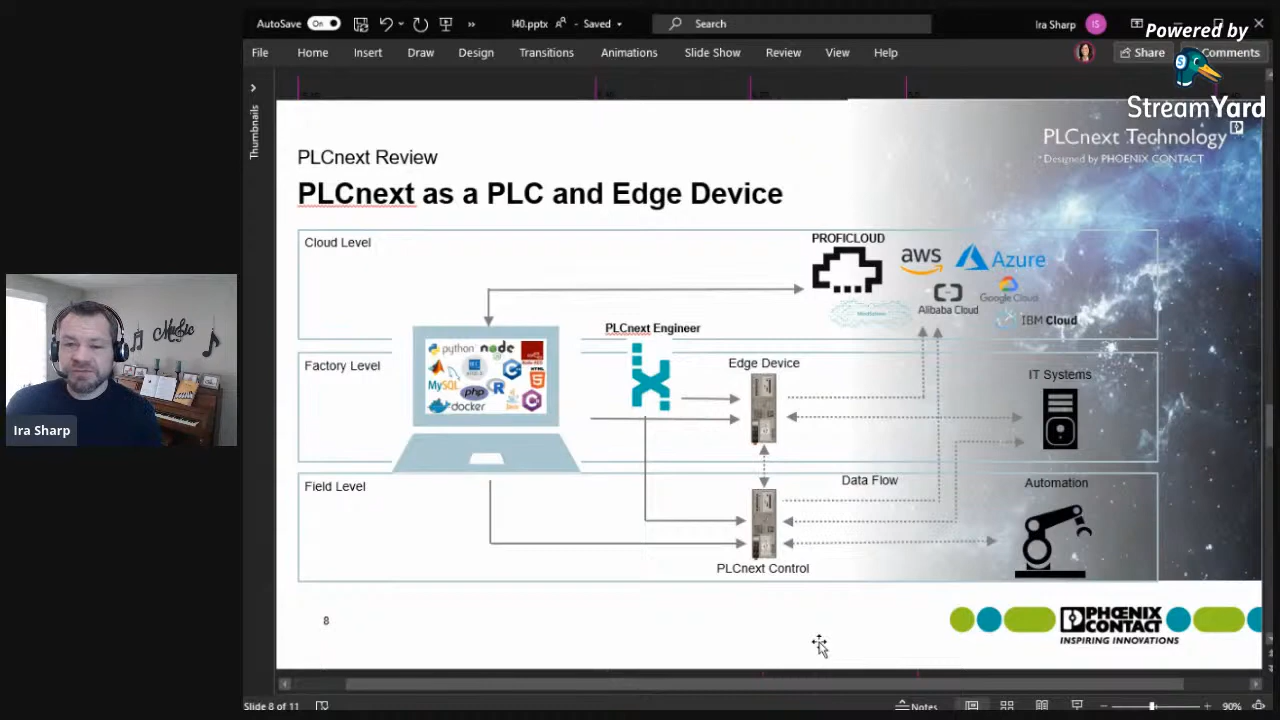 AutoSave On I40.pptx Saved Search Ira Sharp IS
Powered by
StreamYard
File Home Insert Draw Design Transitions Animations Slide Show Review View Help Share Comments
Thumbnails
PLCnext Technology
Designed by PHOENIX CONTACT
PLCnext Review
PLCnext as a PLC and Edge Device
Cloud Level
PROFICLOUD
aws
Azure
Alibaba Cloud
Google Cloud
IBM Cloud
PLCnext Engineer
python
node
MySQL
php
R
HTML
docker
Factory Level
Edge Device
IT Systems
Field Level
Data Flow
Automation
PLCnext Control
Music
Ira Sharp
8
PHOENIX
CONTACT
INSPIRING INNOVATIONS
Slide 8 of 11
Notes
90%